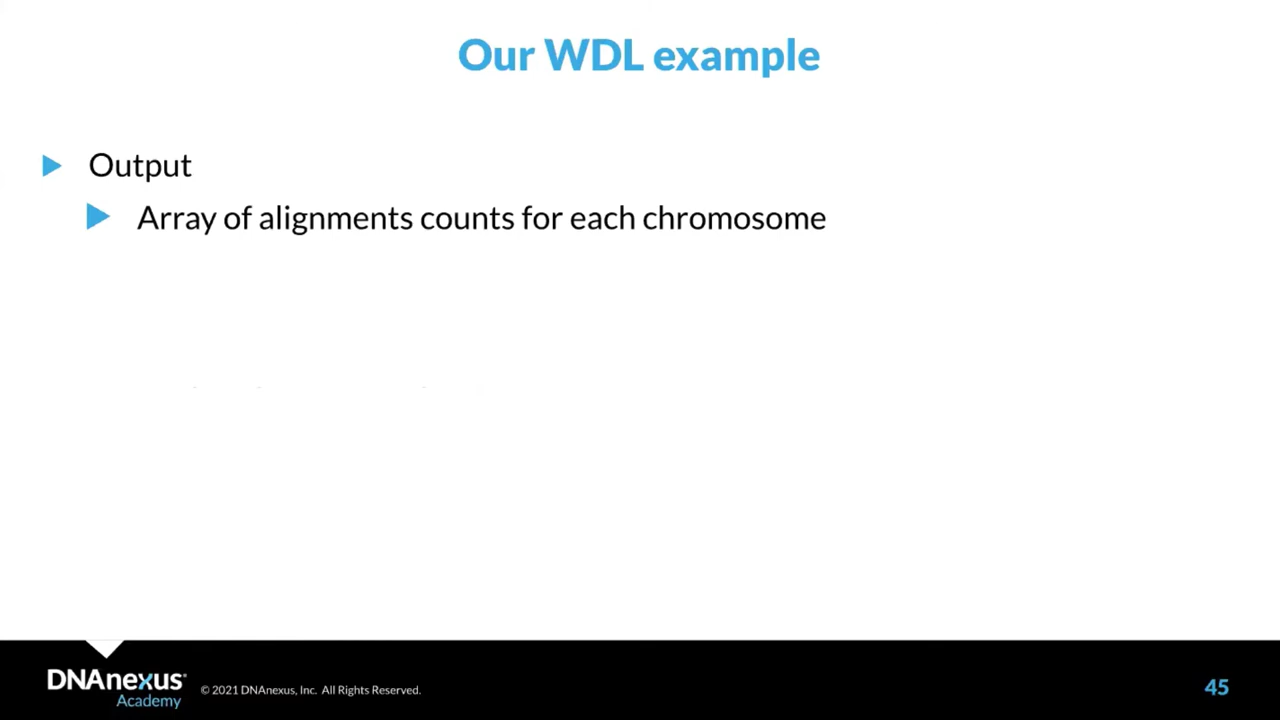 Our WDL example
Output
Array of alignments counts for each chromosome
DNAnexus®
Academy
© 2021 DNAnexus, Inc. All Rights Reserved.
45